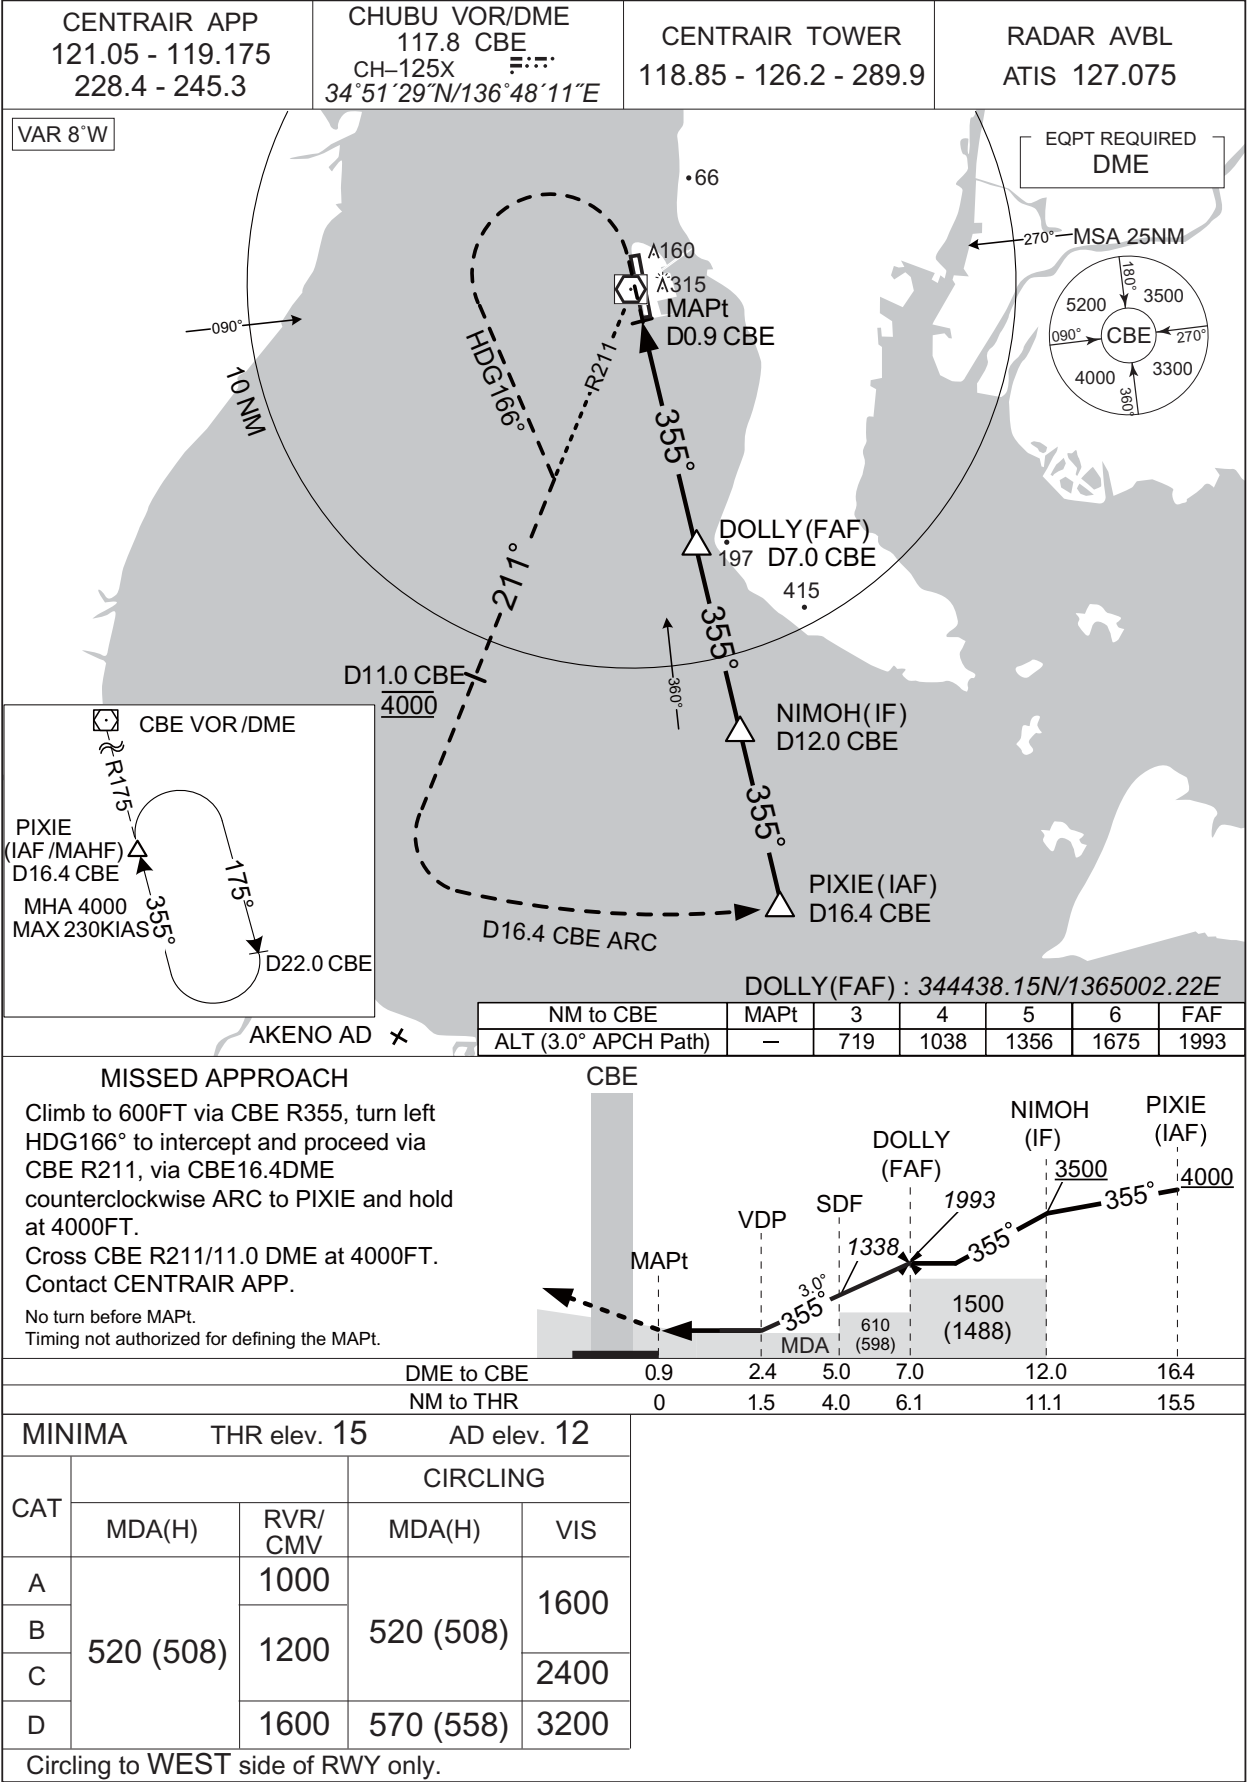 CENTRAIR APP
121.05 - 119.175
228.4 - 245.3
CHUBU VOR/DME
117.8 CBE
CH–125X
34˚51´29˝N/136˚48´11˝E
CENTRAIR TOWER
118.85 - 126.2 - 289.9
RADAR AVBL
ATIS 127.075
VAR 8˚W
EQPT REQUIRED
DME
66
270°
MSA 25NM
180°
5200
3500
090°
CBE
270°
4000
3300
360°
160
315
MAPt
D0.9 CBE
090°
10 NM
HDG166°
R211
355°
DOLLY(FAF)
197 D7.0 CBE
415
211°
355°
D11.0 CBE
4000
360°
NIMOH(IF)
D12.0 CBE
355°
PIXIE(IAF)
D16.4 CBE
D16.4 CBE ARC
CBE VOR/DME
R175
PIXIE
(IAF/MAHF)
D16.4 CBE
MHA 4000
MAX 230KIAS
355°
175°
D22.0 CBE
AKENO AD
DOLLY(FAF) : 344438.15N/1365002.22E
NM to CBE MAPt 3 4 5 6 FAF
ALT (3.0° APCH Path) — 719 1038 1356 1675 1993
MISSED APPROACH
Climb to 600FT via CBE R355, turn left
HDG166° to intercept and proceed via
CBE R211, via CBE16.4DME
counterclockwise ARC to PIXIE and hold
at 4000FT.
Cross CBE R211/11.0 DME at 4000FT.
Contact CENTRAIR APP.
No turn before MAPt.
Timing not authorized for defining the MAPt.
CBE
MAPt
VDP
SDF
DOLLY
(FAF)
NIMOH
(IF)
PIXIE
(IAF)
1338
1993
3500
4000
3.0°
355°
355°
355°
MDA
610
(598)
1500
(1488)
DME to CBE 0.9 2.4 5.0 7.0 12.0 16.4
NM to THR 0 1.5 4.0 6.1 11.1 15.5
MINIMA THR elev. 15 AD elev. 12
CAT
CIRCLING
MDA(H)
RVR/
CMV
MDA(H)
VIS
A
B
C
D
520 (508)
1000
1200
1600
520 (508)
570 (558)
1600
2400
3200
Circling to WEST side of RWY only.